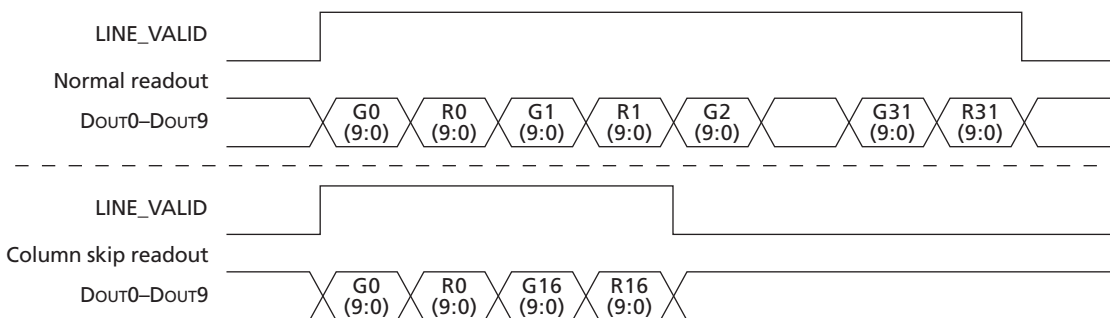 LINE_VALID
Normal readout
DOUT0–DOUT9
G0 (9:0)
R0 (9:0)
G1 (9:0)
R1 (9:0)
G2 (9:0)
G31 (9:0)
R31 (9:0)
LINE_VALID
Column skip readout
DOUT0–DOUT9
G0 (9:0)
R0 (9:0)
G16 (9:0)
R16 (9:0)